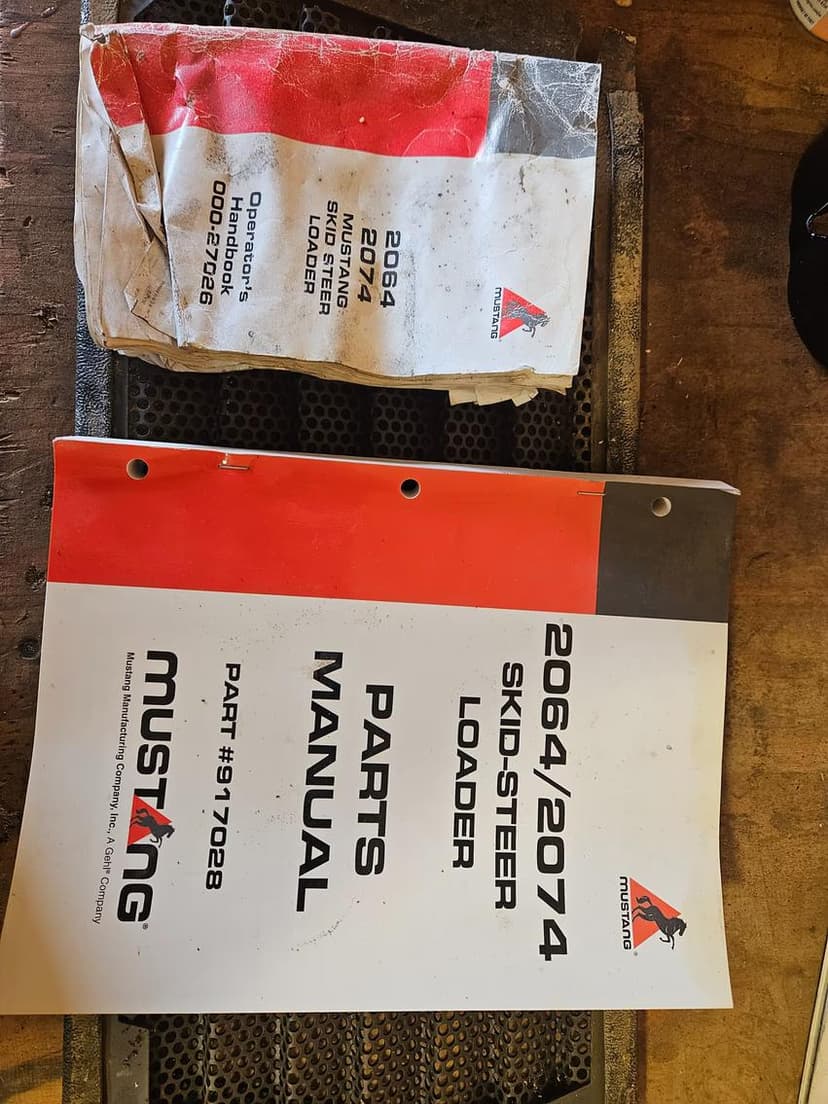 MUSTANG
2064
2074
MUSTANG
SKID STEER
LOADER
Operator's
Handbook
000-27026
MUSTANG®
2064/2074
SKID-STEER
LOADER
PARTS
MANUAL
PART #917028
MUSTANG®
Mustang Manufacturing Company, Inc., A Gehl® Company